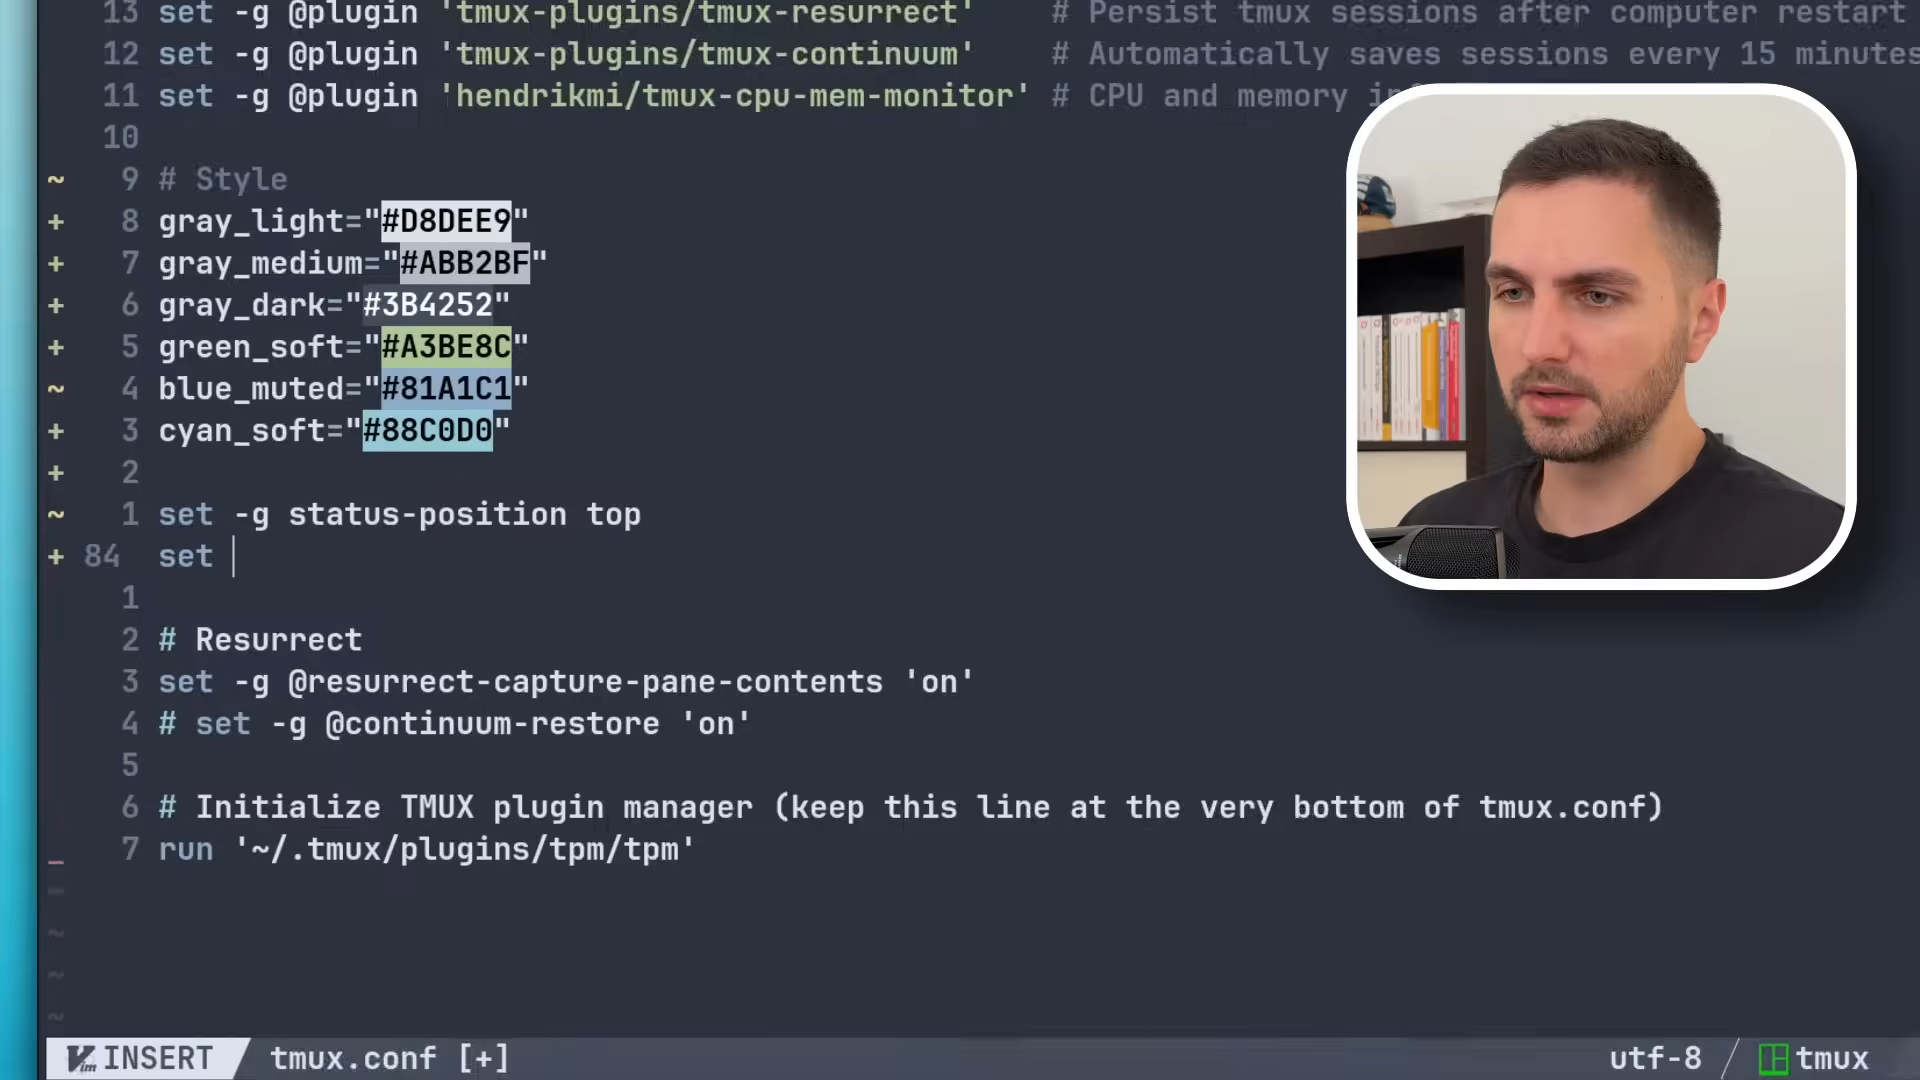 13 set -g @plugin 'tmux-plugins/tmux-resurrect' # Persist tmux sessions after computer restart
12 set -g @plugin 'tmux-plugins/tmux-continuum' # Automatically saves sessions every 15 minutes
11 set -g @plugin 'hendrikmi/tmux-cpu-mem-monitor' # CPU and memory
10
~ 9 # Style
+ 8 gray_light="#D8DEE9"
+ 7 gray_medium="#ABB2BF"
+ 6 gray_dark="#3B4252"
+ 5 green_soft="#A3BE8C"
~ 4 blue_muted="#81A1C1"
+ 3 cyan_soft="#88C0D0"
+ 2
~ 1 set -g status-position top
+ 84 set
1
2 # Resurrect
3 set -g @resurrect-capture-pane-contents 'on'
4 # set -g @continuum-restore 'on'
5
6 # Initialize TMUX plugin manager (keep this line at the very bottom of tmux.conf)
_ 7 run '~/.tmux/plugins/tpm/tpm'
~
~
~
~
Vim INSERT tmux.conf [+] utf-8 / tmux